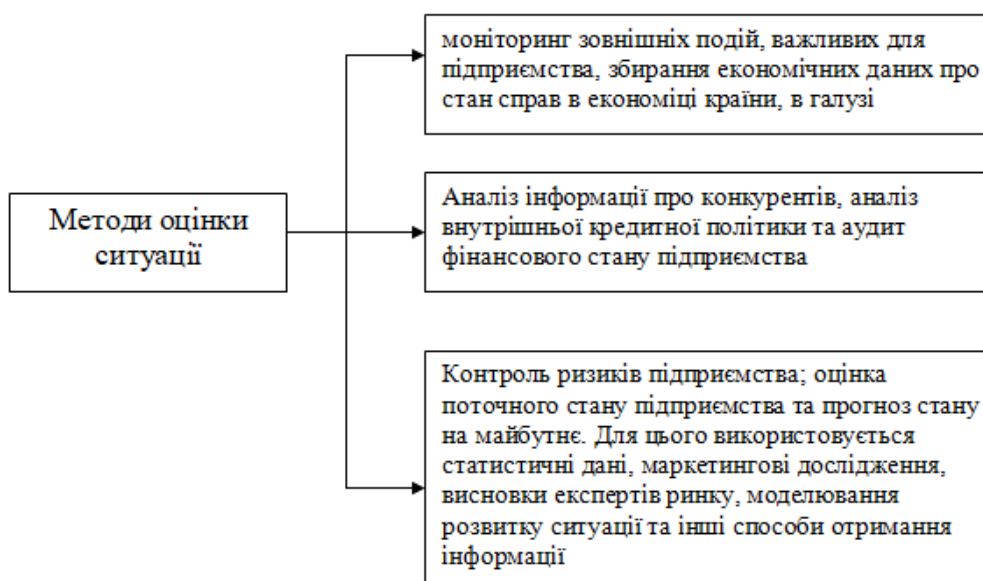 моніторинг зовнішніх подій, важливих для
підприємства, збирання економічних даних про
стан справ в економіці країни, в галузі
Методи оцінки
ситуації
Аналіз інформації про конкурентів, аналіз
внутрішньої кредитної політики та аудит
фінансового стану підприємства
Контроль ризиків підприємства; оцінка
поточного стану підприємства та прогноз стану
на майбутнє. Для цього використовується
статистичні дані, маркетингові дослідження,
висновки експертів ринку, моделювання
розвитку ситуації та інші способи отримання
інформації